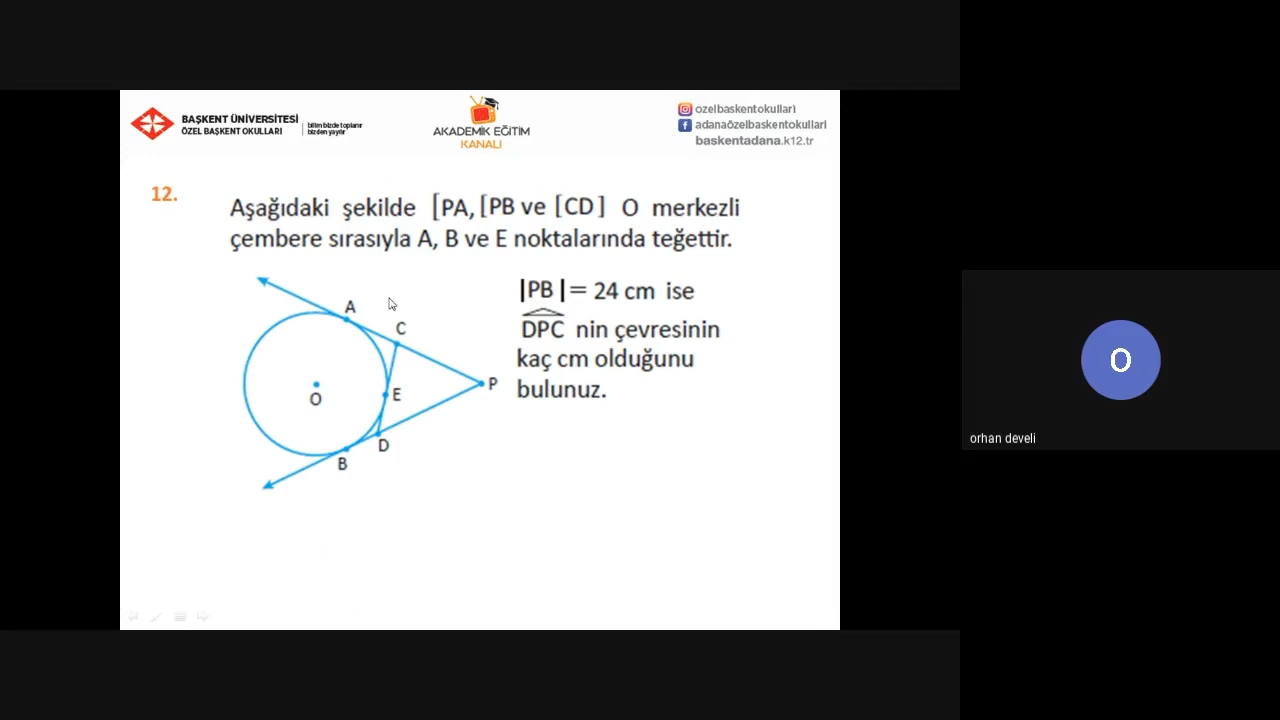 BAŞKENT ÜNİVERSİTESİ
ÖZEL BAŞKENT OKULLARI
bilim bizde toplanır
bizden yayılır
AKADEMİK EĞİTİM
KANALI
ozelbaskentokullari
adanaözelbaskentokullari
baskentadana.k12.tr
12.
Aşağıdaki şekilde [PA, [PB ve [CD] O merkezli
çembere sırasıyla A, B ve E noktalarında teğettir.
|PB| = 24 cm ise
DPC nin çevresinin
kaç cm olduğunu
bulunuz.
A
C
P
E
O
D
B
O
orhan develi